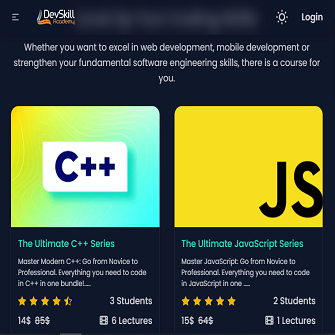 DevSkill
Academy
Login
Whether you want to excel in web development, mobile development or
strengthen your fundamental software engineering skills, there is a course for
you.
C++
JS
The Ultimate C++ Series
Master Modern C++: Go from Novice to
Professional. Everything you need to code
in C++ in one bundle!....
3 Students
14$ 85$
6 Lectures
The Ultimate JavaScript Series
Master JavaScript: Go from Novice to
Professional. Everything you need to code
in JavaScript in one .....
2 Students
15$ 64$
1 Lectures